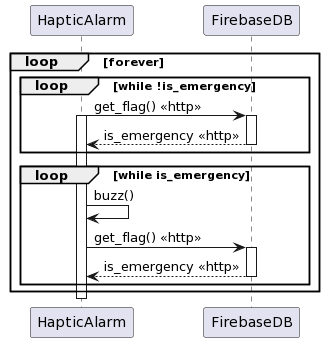 HapticAlarm FirebaseDB
loop [forever]
loop [while !is_emergency]
get_flag() «http»
is_emergency «http»
loop [while is_emergency]
buzz()
get_flag() «http»
is_emergency «http»
HapticAlarm FirebaseDB